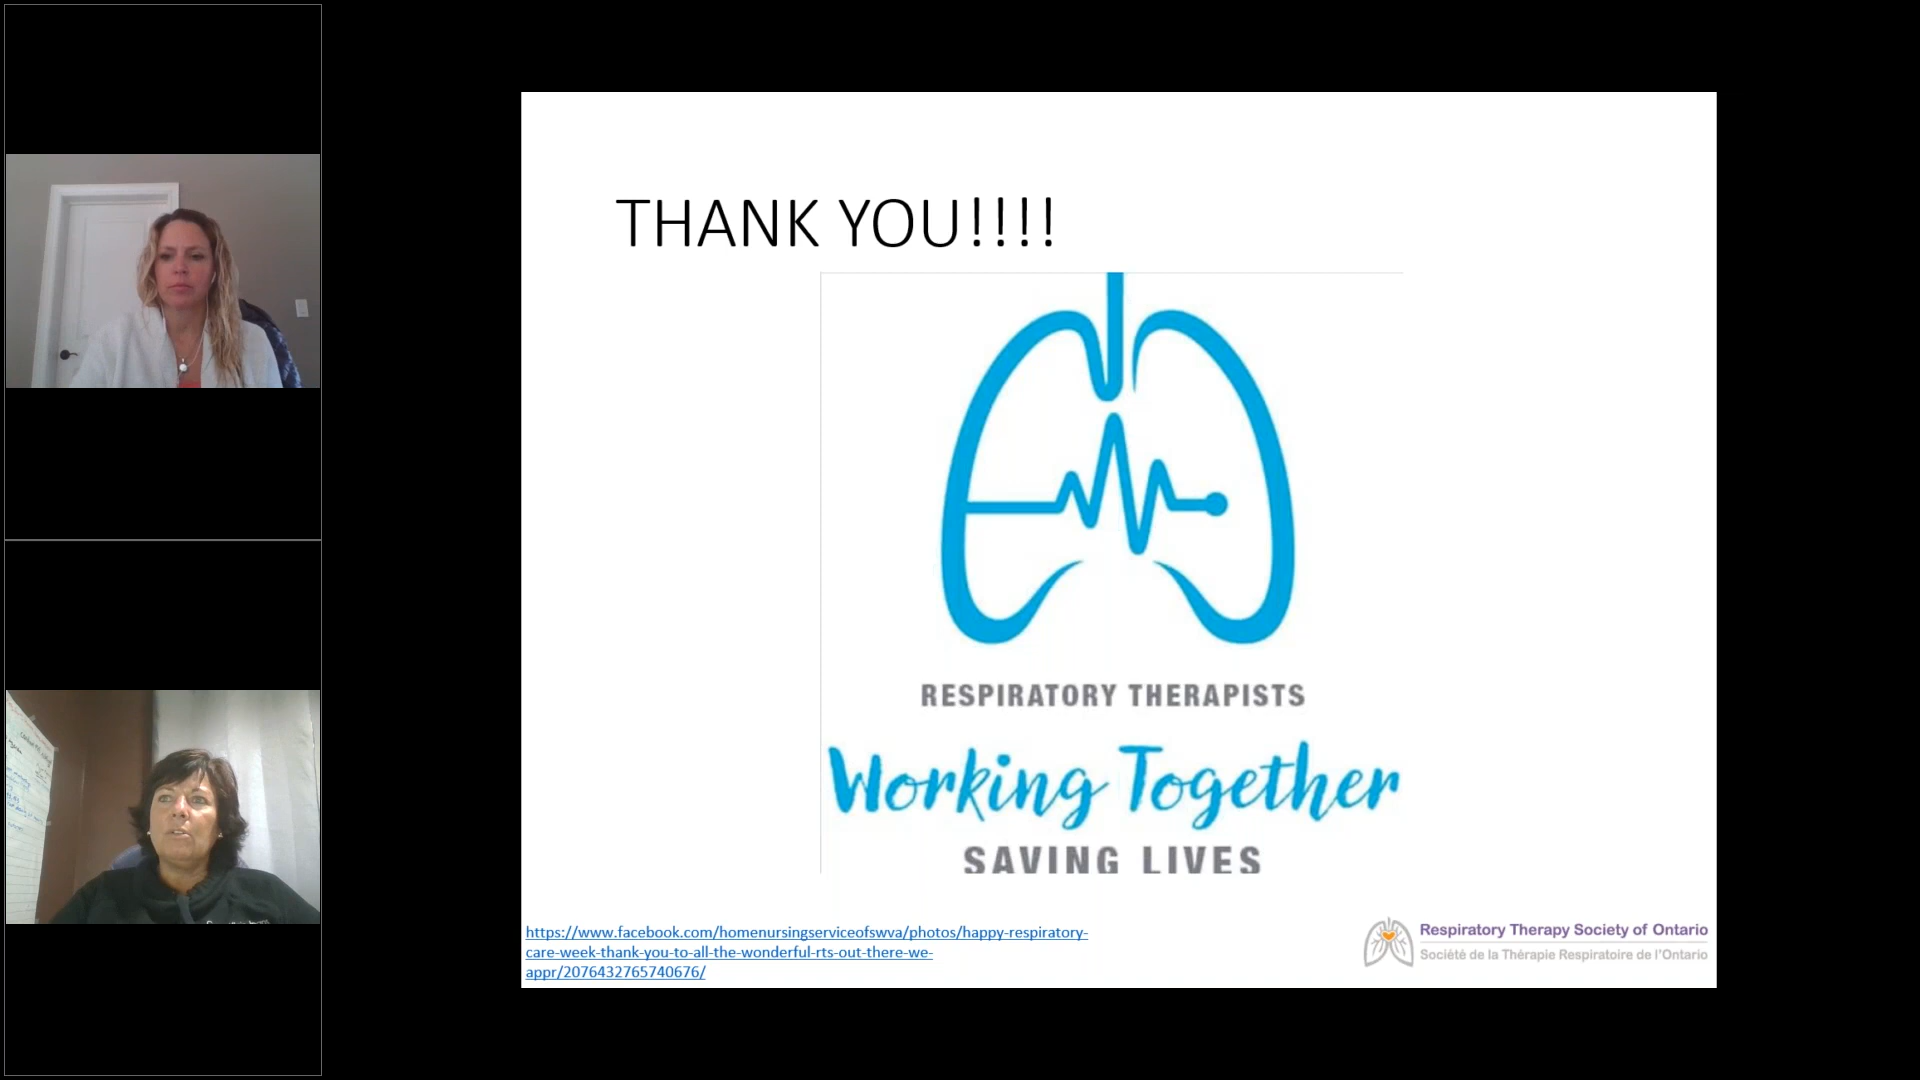 THANK YOU!!!!
RESPIRATORY THERAPISTS
Working Together
SAVING LIVES
https://www.facebook.com/homenursingserviceofswva/photos/happy-respiratory-
care-week-thank-you-to-all-the-wonderful-rts-out-there-we-
appr/2076432765740676/
Respiratory Therapy Society of Ontario
Société de la Thérapie Respiratoire de l'Ontario